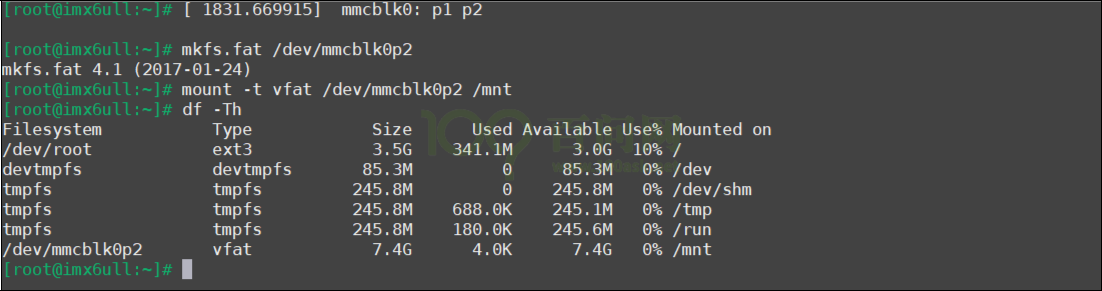 [root@imx6ull:~]# [ 1831.669915]  mmcblk0: p1 p2
[root@imx6ull:~]# mkfs.fat /dev/mmcblk0p2
mkfs.fat 4.1 (2017-01-24)
[root@imx6ull:~]# mount -t vfat /dev/mmcblk0p2 /mnt
[root@imx6ull:~]# df -Th
Filesystem           Type            Size      Used Available Use% Mounted on
/dev/root            ext3            3.5G    341.1M      3.0G  10% /
devtmpfs             devtmpfs       85.3M         0     85.3M   0% /dev
tmpfs                tmpfs         245.8M         0    245.8M   0% /dev/shm
tmpfs                tmpfs         245.8M    688.0K    245.1M   0% /tmp
tmpfs                tmpfs         245.8M    180.0K    245.6M   0% /run
/dev/mmcblk0p2       vfat            7.4G      4.0K      7.4G   0% /mnt
[root@imx6ull:~]#